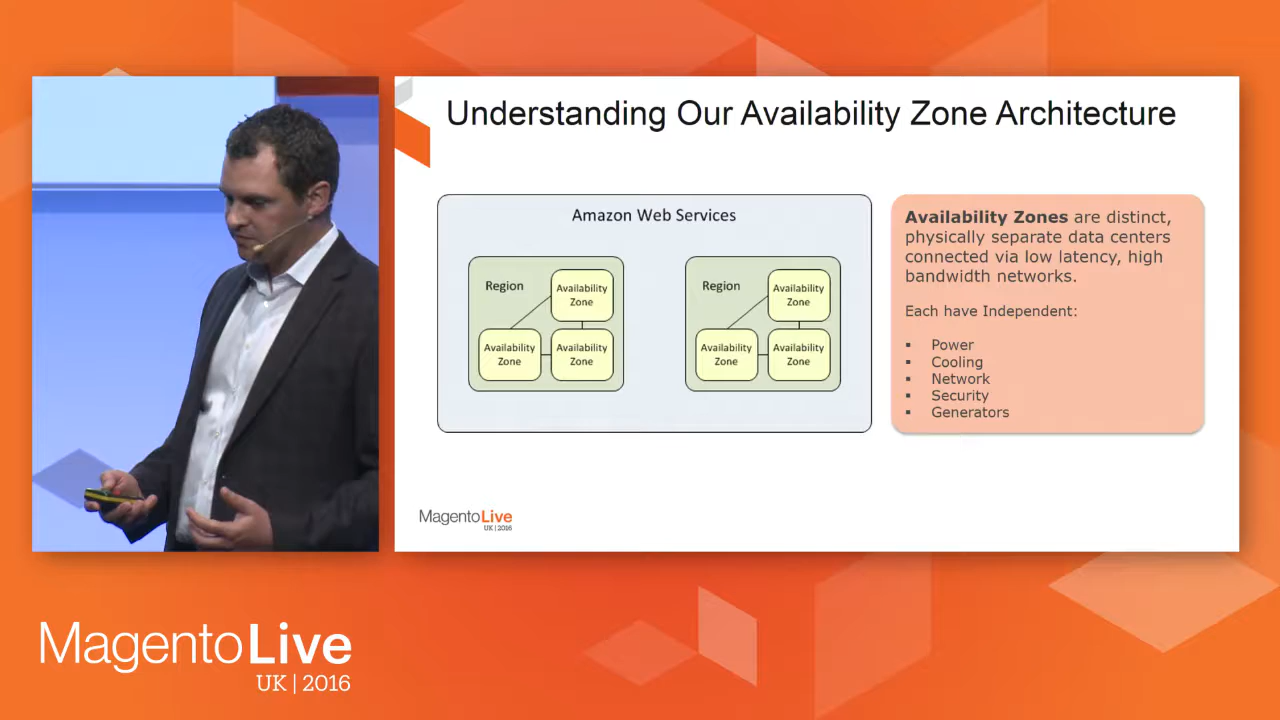 Understanding Our Availability Zone Architecture
Amazon Web Services
Region
Availability
Zone
Availability
Zone
Availability
Zone
Region
Availability
Zone
Availability
Zone
Availability
Zone
Availability Zones are distinct,
physically separate data centers
connected via low latency, high
bandwidth networks.
Each have Independent:
▪ Power
▪ Cooling
▪ Network
▪ Security
▪ Generators
MagentoLive
UK | 2016
MagentoLive
UK | 2016